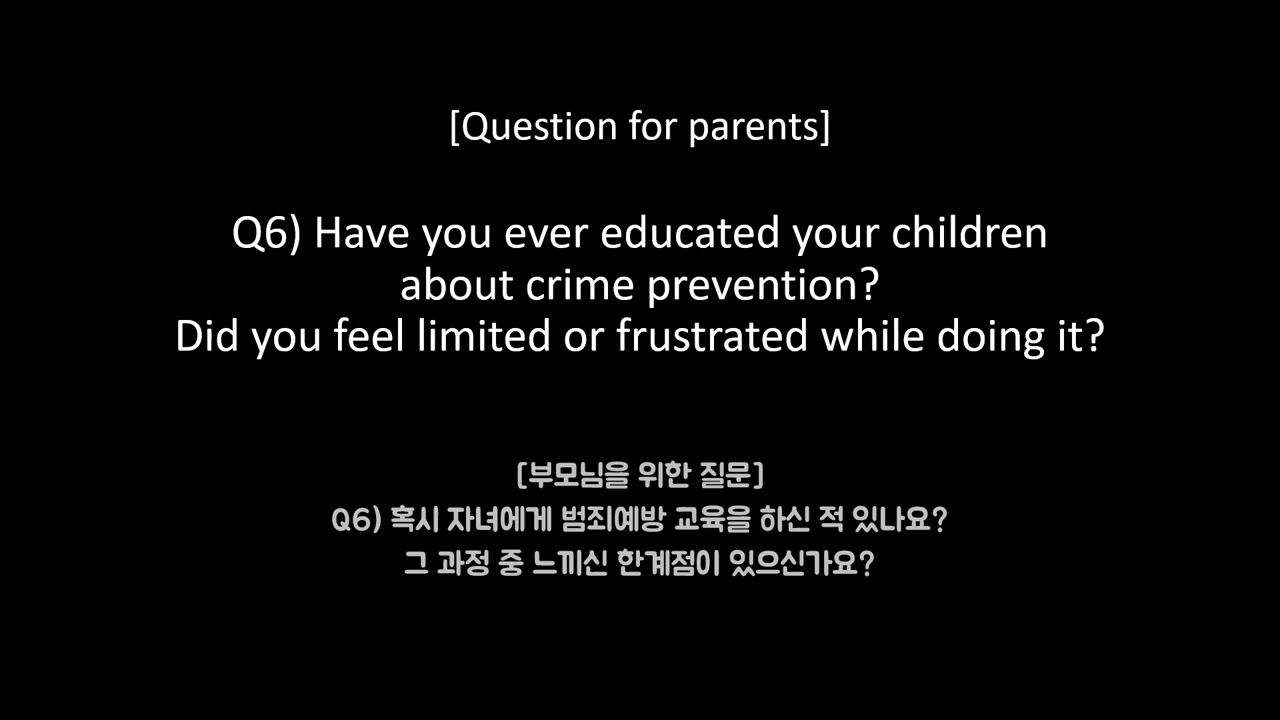 [Question for parents]
Q6) Have you ever educated your children
about crime prevention?
Did you feel limited or frustrated while doing it?
[부모님을 위한 질문]
Q6) 혹시 자녀에게 범죄예방 교육을 하신 적 있나요?
그 과정 중 느끼신 한계점이 있으신가요?